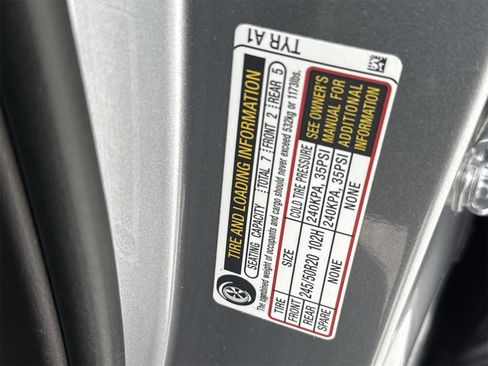 TYR A1
TIRE AND LOADING INFORMATION
SEATING CAPACITY TOTAL 7 FRONT 2 REAR 5
The combined weight of occupants and cargo should never exceed 532kg or 1173lbs.
TIRE SIZE COLD TIRE PRESSURE
FRONT 245/50R20 102H 240KPA, 35PSI
REAR 240KPA, 35PSI
SPARE NONE NONE
SEE OWNER'S
MANUAL FOR
ADDITIONAL
INFORMATION